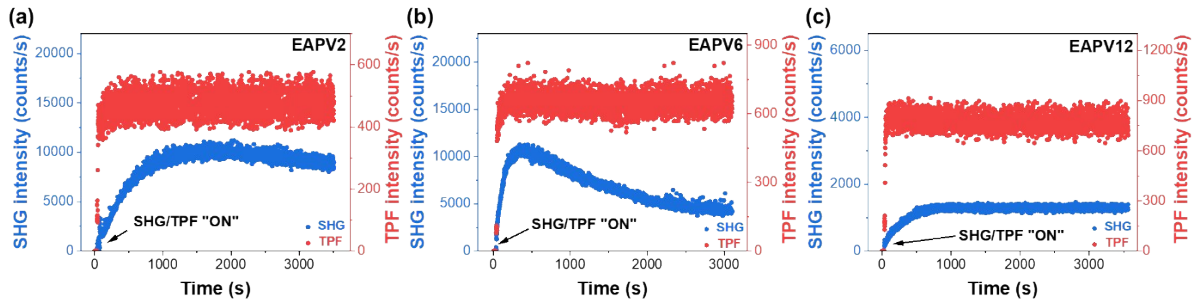 (a)
EAPV2
SHG intensity (counts/s)
20000
15000
10000
5000
0
TPF intensity (counts/s)
600
400
200
0
SHG/TPF "ON"
SHG
TPF
0
1000
2000
3000
Time (s)
(b)
EAPV6
SHG intensity (counts/s)
20000
15000
10000
5000
0
TPF intensity (counts/s)
900
600
300
0
SHG/TPF "ON"
SHG
TPF
0
1000
2000
3000
Time (s)
(c)
EAPV12
SHG intensity (counts/s)
6000
4000
2000
0
TPF intensity (counts/s)
1200
900
600
300
0
SHG/TPF "ON"
SHG
TPF
0
1000
2000
3000
Time (s)